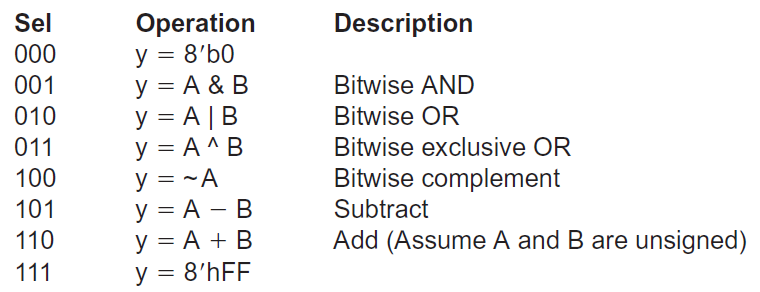 Sel Operation Description
000 y = 8′b0
001 y = A & B Bitwise AND
010 y = A | B Bitwise OR
011 y = A ^ B Bitwise exclusive OR
100 y = ~A Bitwise complement
101 y = A − B Subtract
110 y = A + B Add (Assume A and B are unsigned)
111 y = 8′hFF